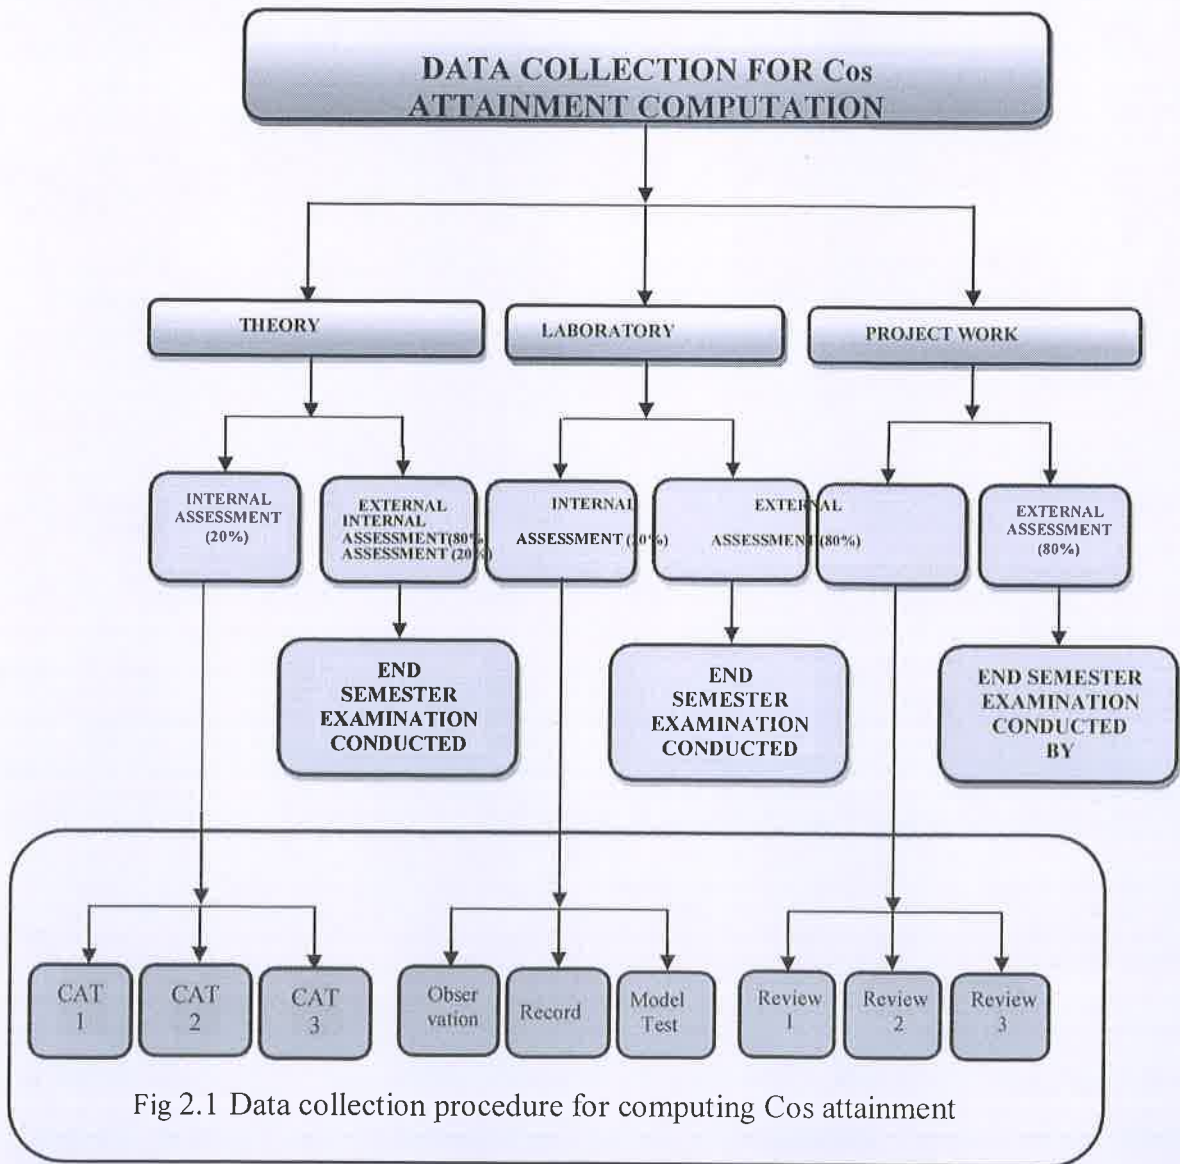 DATA COLLECTION FOR Cos
ATTAINMENT COMPUTATION
THEORY
LABORATORY
PROJECT WORK
INTERNAL
ASSESSMENT
(20%)
EXTERNAL
INTERNAL
ASSESSMENT(80%
ASSESSMENT (20%)
INTERNAL
ASSESSMENT (20%)
EXTERNAL
ASSESSMENT (80%)
EXTERNAL
ASSESSMENT
(80%)
END
SEMESTER
EXAMINATION
CONDUCTED
END
SEMESTER
EXAMINATION
CONDUCTED
END SEMESTER
EXAMINATION
CONDUCTED
BY
CAT
1
CAT
2
CAT
3
Obser
vation
Record
Model
Test
Review
1
Review
2
Review
3
Fig 2.1 Data collection procedure for computing Cos attainment